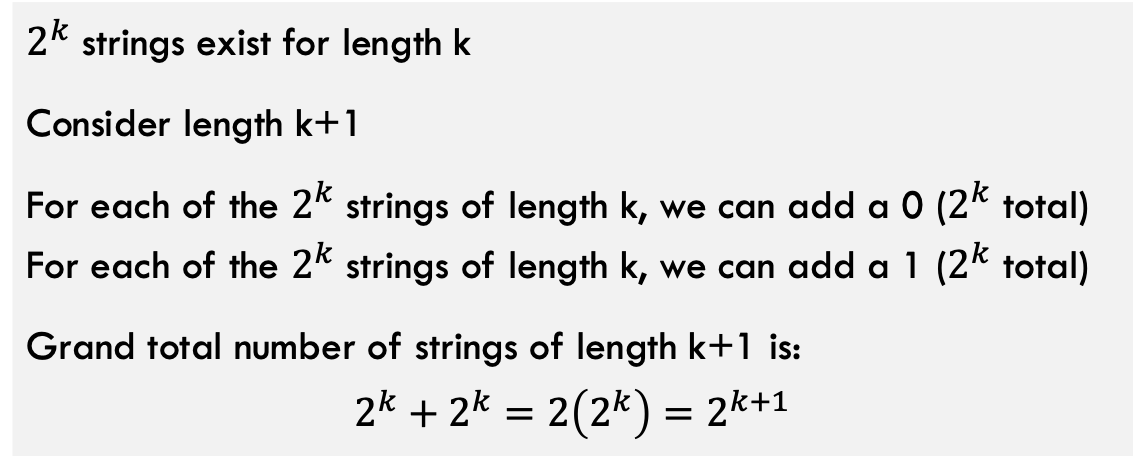 2^k strings exist for length k
Consider length k+1
For each of the 2^k strings of length k, we can add a 0 (2^k total)
For each of the 2^k strings of length k, we can add a 1 (2^k total)
Grand total number of strings of length k+1 is:
2^k + 2^k = 2(2^k) = 2^{k+1}